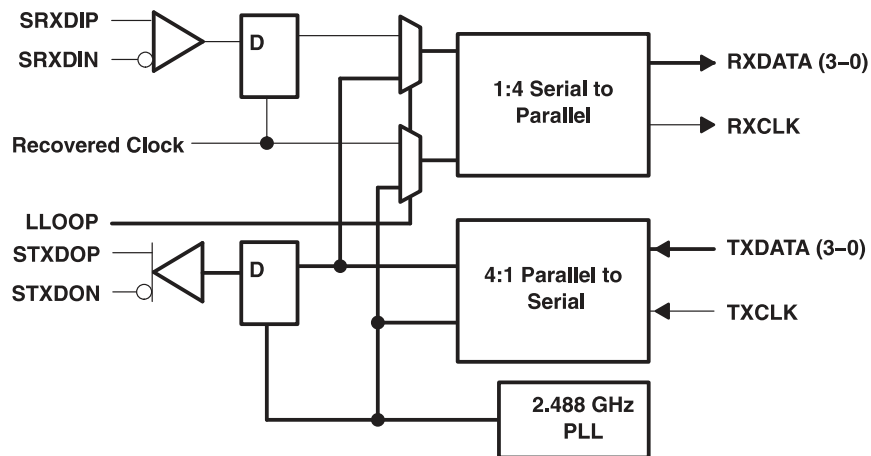 SRXDIP
SRXDIN
D
1:4 Serial to
Parallel
RXDATA (3–0)
RXCLK
Recovered Clock
LLOOP
STXDOP
STXDON
D
4:1 Parallel to
Serial
TXDATA (3–0)
TXCLK
2.488 GHz
PLL